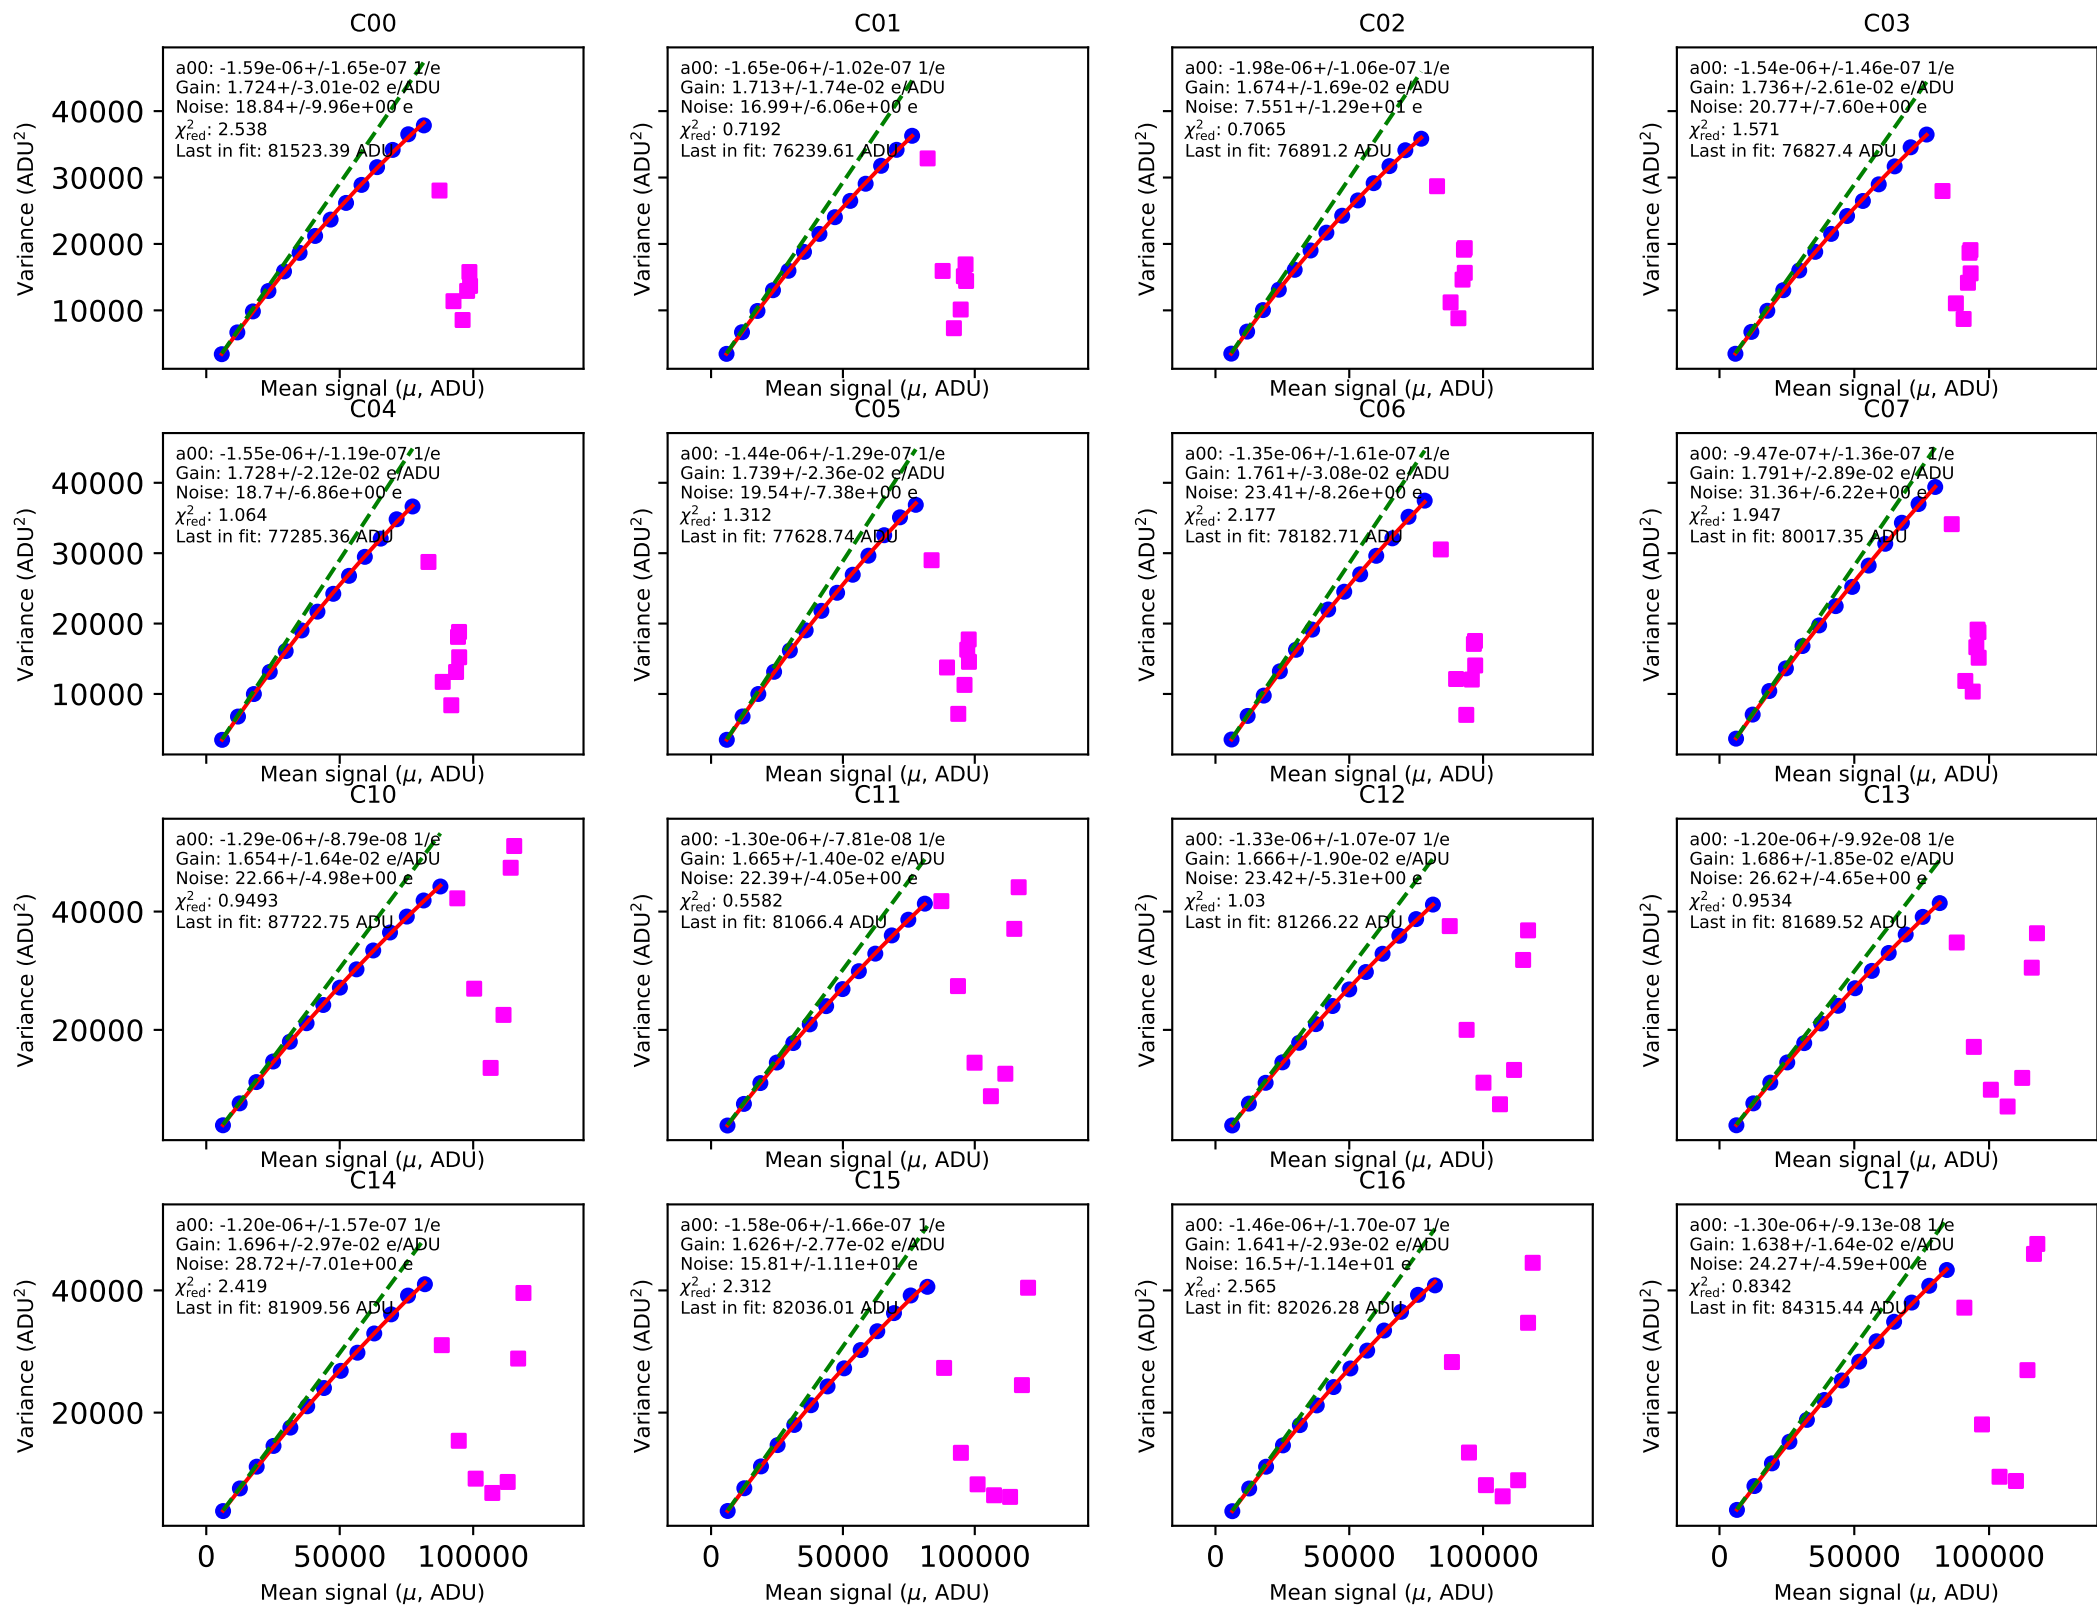 C00
a00: -1.59e-06+/-1.65e-07 1/e
Gain: 1.724+/-3.01e-02 e/ADU
Noise: 18.84+/-9.96e+00 e
χ²red: 2.538
Last in fit: 81523.39 ADU
40000
30000
20000
10000
Variance (ADU²)
Mean signal (μ, ADU)
C01
a00: -1.65e-06+/-1.02e-07 1/e
Gain: 1.713+/-1.74e-02 e/ADU
Noise: 16.99+/-6.06e+00 e
χ²red: 0.7192
Last in fit: 76239.61 ADU
Variance (ADU²)
Mean signal (μ, ADU)
C02
a00: -1.98e-06+/-1.06e-07 1/e
Gain: 1.674+/-1.69e-02 e/ADU
Noise: 7.551+/-1.29e+01 e
χ²red: 0.7065
Last in fit: 76891.2 ADU
Variance (ADU²)
Mean signal (μ, ADU)
C03
a00: -1.54e-06+/-1.46e-07 1/e
Gain: 1.736+/-2.61e-02 e/ADU
Noise: 20.77+/-7.60e+00 e
χ²red: 1.571
Last in fit: 76827.4 ADU
Variance (ADU²)
Mean signal (μ, ADU)
C04
a00: -1.55e-06+/-1.19e-07 1/e
Gain: 1.728+/-2.12e-02 e/ADU
Noise: 18.7+/-6.86e+00 e
χ²red: 1.064
Last in fit: 77285.36 ADU
40000
30000
20000
10000
Variance (ADU²)
Mean signal (μ, ADU)
C05
a00: -1.44e-06+/-1.29e-07 1/e
Gain: 1.739+/-2.36e-02 e/ADU
Noise: 19.54+/-7.38e+00 e
χ²red: 1.312
Last in fit: 77628.74 ADU
Variance (ADU²)
Mean signal (μ, ADU)
C06
a00: -1.35e-06+/-1.61e-07 1/e
Gain: 1.761+/-3.08e-02 e/ADU
Noise: 23.41+/-8.26e+00 e
χ²red: 2.177
Last in fit: 78182.71 ADU
Variance (ADU²)
Mean signal (μ, ADU)
C07
a00: -9.47e-07+/-1.36e-07 1/e
Gain: 1.791+/-2.89e-02 e/ADU
Noise: 31.36+/-6.22e+00 e
χ²red: 1.947
Last in fit: 80017.35 ADU
Variance (ADU²)
Mean signal (μ, ADU)
C10
a00: -1.29e-06+/-8.79e-08 1/e
Gain: 1.654+/-1.64e-02 e/ADU
Noise: 22.66+/-4.98e+00 e
χ²red: 0.9493
Last in fit: 87722.75 ADU
40000
20000
Variance (ADU²)
Mean signal (μ, ADU)
C11
a00: -1.30e-06+/-7.81e-08 1/e
Gain: 1.665+/-1.40e-02 e/ADU
Noise: 22.39+/-4.05e+00 e
χ²red: 0.5582
Last in fit: 81066.4 ADU
Variance (ADU²)
Mean signal (μ, ADU)
C12
a00: -1.33e-06+/-1.07e-07 1/e
Gain: 1.666+/-1.90e-02 e/ADU
Noise: 23.42+/-5.31e+00 e
χ²red: 1.03
Last in fit: 81266.22 ADU
Variance (ADU²)
Mean signal (μ, ADU)
C13
a00: -1.20e-06+/-9.92e-08 1/e
Gain: 1.686+/-1.85e-02 e/ADU
Noise: 26.62+/-4.65e+00 e
χ²red: 0.9534
Last in fit: 81689.52 ADU
Variance (ADU²)
Mean signal (μ, ADU)
C14
a00: -1.20e-06+/-1.57e-07 1/e
Gain: 1.696+/-2.97e-02 e/ADU
Noise: 28.72+/-7.01e+00 e
χ²red: 2.419
Last in fit: 81909.56 ADU
40000
20000
Variance (ADU²)
0 50000 100000
Mean signal (μ, ADU)
C15
a00: -1.58e-06+/-1.66e-07 1/e
Gain: 1.626+/-2.77e-02 e/ADU
Noise: 15.81+/-1.11e+01 e
χ²red: 2.312
Last in fit: 82036.01 ADU
Variance (ADU²)
0 50000 100000
Mean signal (μ, ADU)
C16
a00: -1.46e-06+/-1.70e-07 1/e
Gain: 1.641+/-2.93e-02 e/ADU
Noise: 16.5+/-1.14e+01 e
χ²red: 2.565
Last in fit: 82026.28 ADU
Variance (ADU²)
0 50000 100000
Mean signal (μ, ADU)
C17
a00: -1.30e-06+/-9.13e-08 1/e
Gain: 1.638+/-1.64e-02 e/ADU
Noise: 24.27+/-4.59e+00 e
χ²red: 0.8342
Last in fit: 84315.44 ADU
Variance (ADU²)
0 50000 100000
Mean signal (μ, ADU)